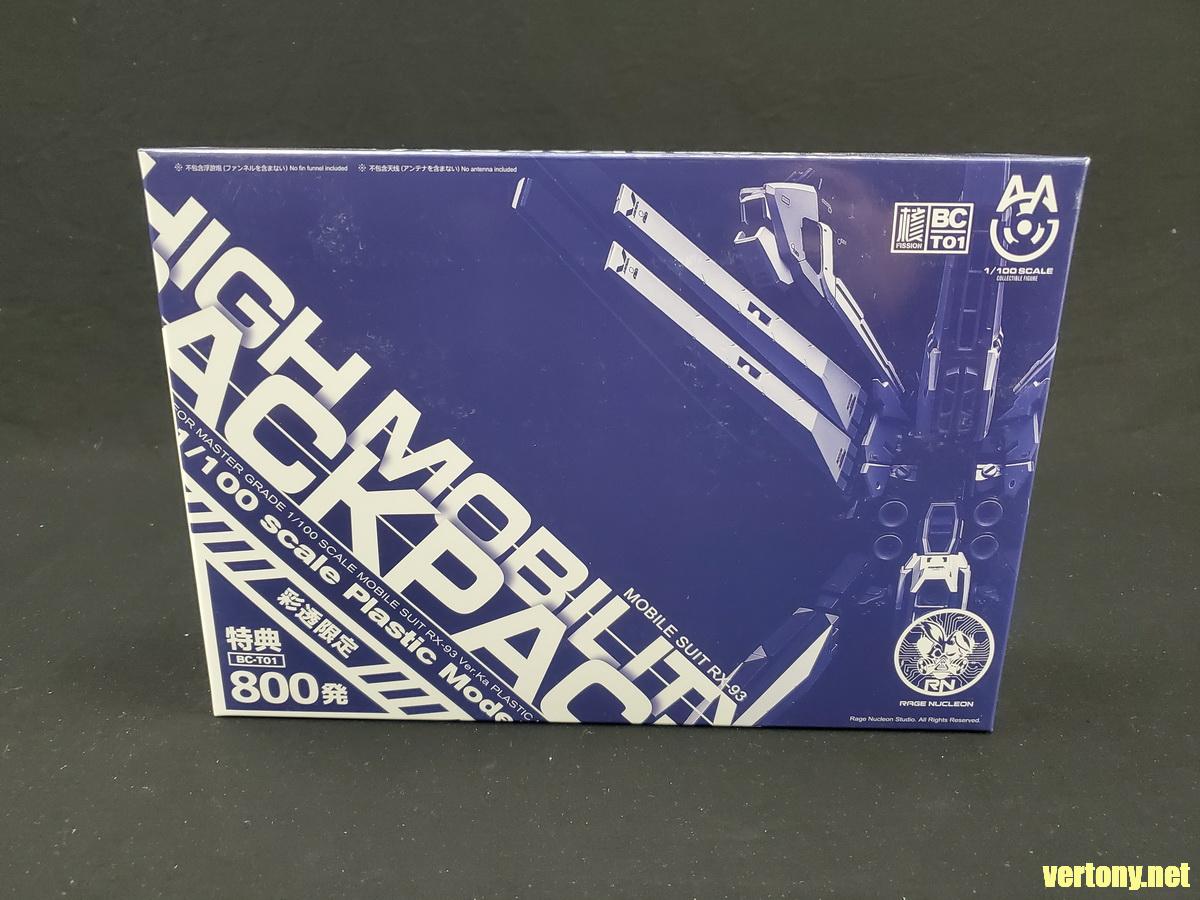 ※ 不包含浮游炮 (ファンネルを含まない) No fin funnel included ※ 不包含天线 (アンテナを含まない) No antenna included
核
FISSION
BC
T01
1/100 SCALE
COLLECTIBLE FIGURE
HIGH MOBILITY
ACKPAC
MOBILE SUIT RX-93
FOR MASTER GRADE 1/100 SCALE MOBILE SUIT RX-93 Ver.Ka PLASTIC
1/100 scale Plastic Mode
彩透限定
特典
BC-T01
800発
RN
RAGE NUCLEON
Rage Nucleon Studio. All Rights Reserved.
vertony.net